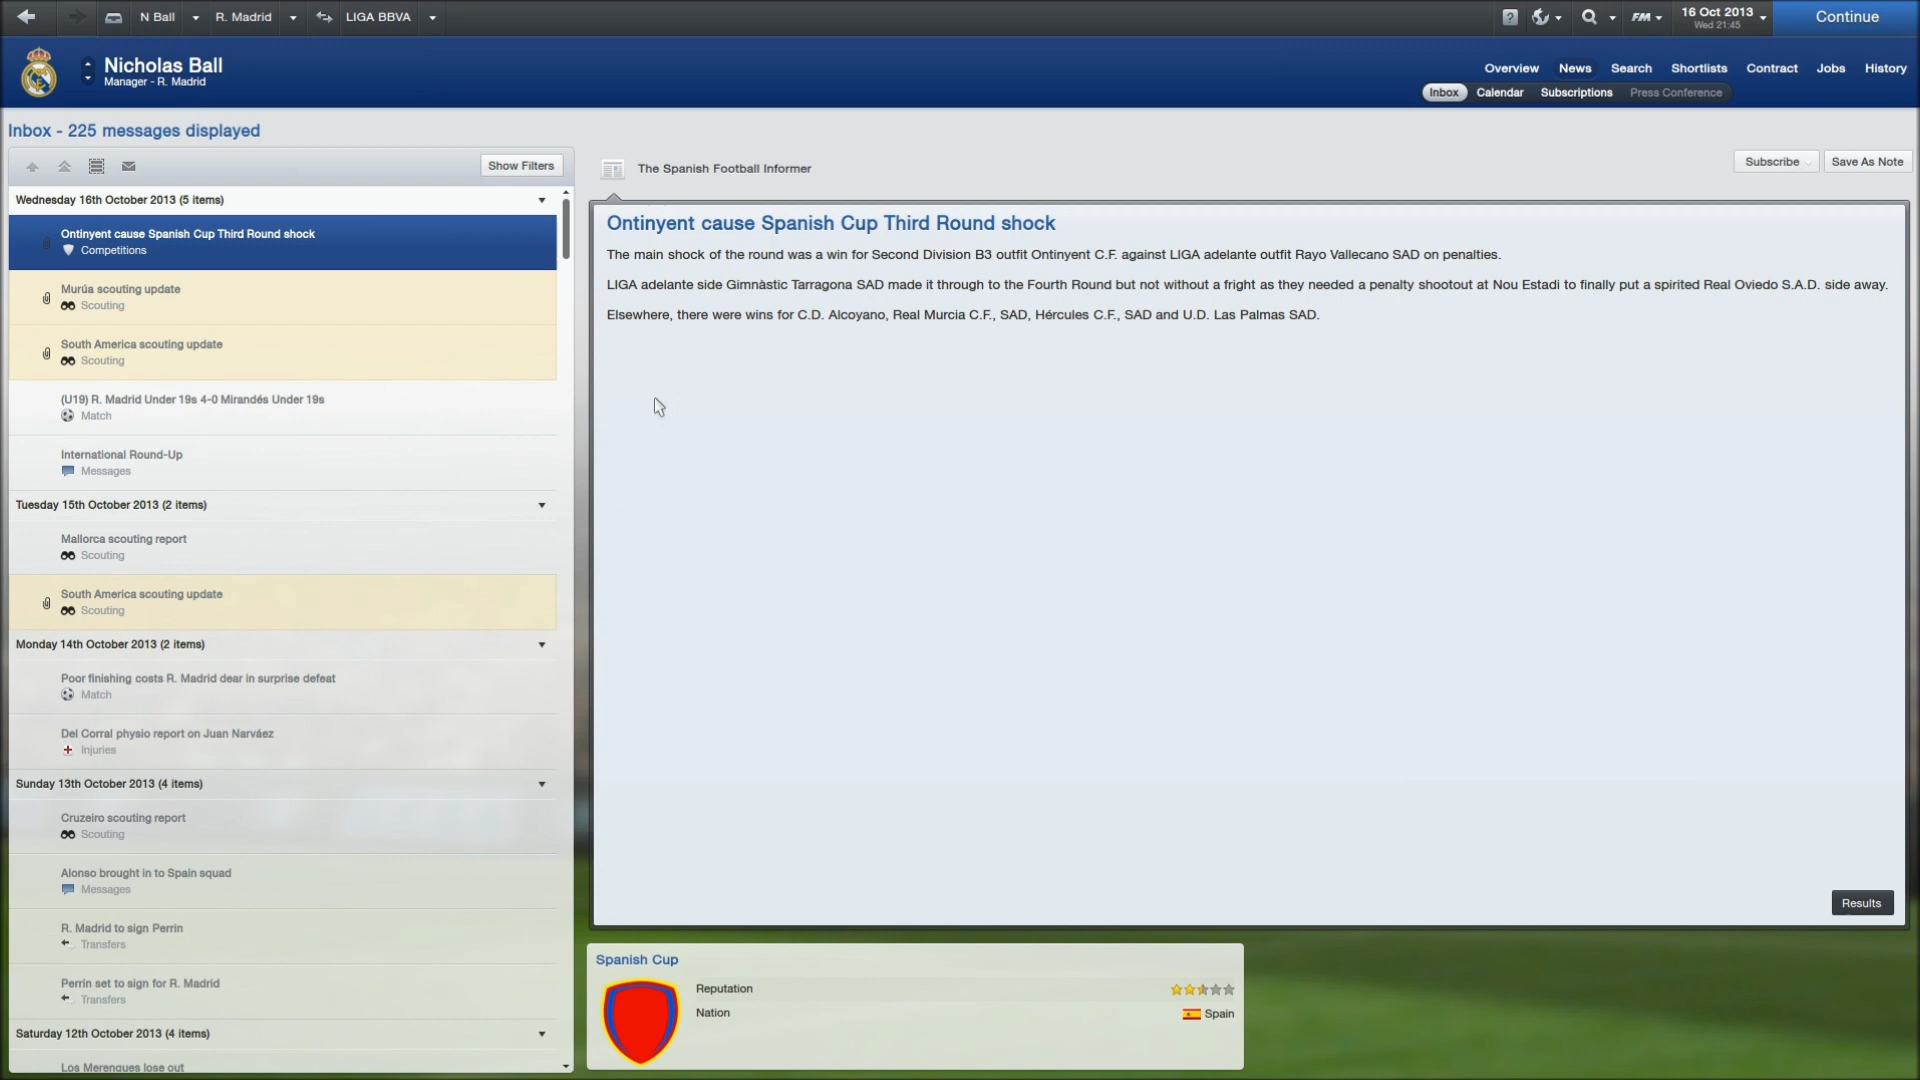 N Ball
R. Madrid
LIGA BBVA
?
FM
16 Oct 2013
Wed 21:45
Continue
Nicholas Ball
Manager - R. Madrid
Overview
News
Search
Shortlists
Contract
Jobs
History
Inbox
Calendar
Subscriptions
Press Conference
Inbox - 225 messages displayed
Show Filters
Wednesday 16th October 2013 (5 items)
Ontinyent cause Spanish Cup Third Round shock
Competitions
Murúa scouting update
Scouting
South America scouting update
Scouting
(U19) R. Madrid Under 19s 4-0 Mirandés Under 19s
Match
International Round-Up
Messages
Tuesday 15th October 2013 (2 items)
Mallorca scouting report
Scouting
South America scouting update
Scouting
Monday 14th October 2013 (2 items)
Poor finishing costs R. Madrid dear in surprise defeat
Match
Del Corral physio report on Juan Narváez
Injuries
Sunday 13th October 2013 (4 items)
Cruzeiro scouting report
Scouting
Alonso brought in to Spain squad
Messages
R. Madrid to sign Perrin
Transfers
Perrin set to sign for R. Madrid
Transfers
Saturday 12th October 2013 (4 items)
Los Merengues lose out
The Spanish Football Informer
Subscribe
Save As Note
Ontinyent cause Spanish Cup Third Round shock
The main shock of the round was a win for Second Division B3 outfit Ontinyent C.F. against LIGA adelante outfit Rayo Vallecano SAD on penalties.
LIGA adelante side Gimnàstic Tarragona SAD made it through to the Fourth Round but not without a fright as they needed a penalty shootout at Nou Estadi to finally put a spirited Real Oviedo S.A.D. side away.
Elsewhere, there were wins for C.D. Alcoyano, Real Murcia C.F., SAD, Hércules C.F., SAD and U.D. Las Palmas SAD.
Results
Spanish Cup
Reputation
Nation
Spain